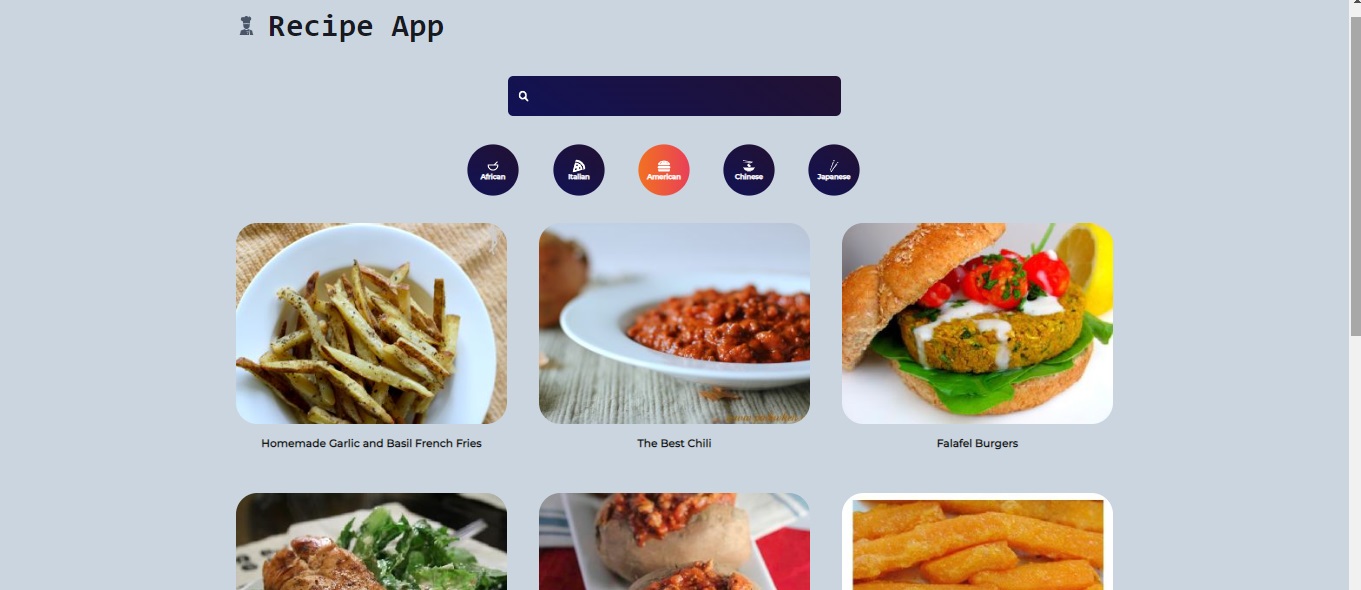 Recipe App
African
Italian
American
Chinese
Japanese
Homemade Garlic and Basil French Fries
The Best Chili
Falafel Burgers